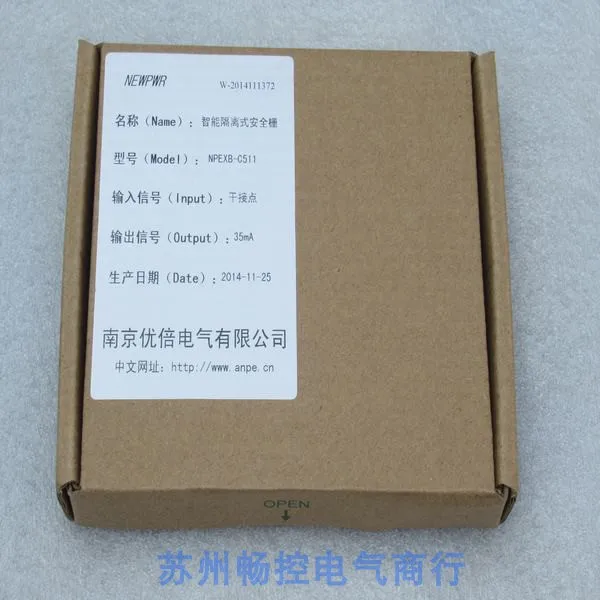 NEWPWR W-2014111372
名称（Name）：智能隔离式安全栅
型号（Model）：NPEXB-C511
输入信号（Input）：干接点
输出信号（Output）：35mA
生产日期（Date）：2014-11-25
南京优倍电气有限公司
中文网址：http://www.anpe.cn
OPEN
苏州畅控电气商行